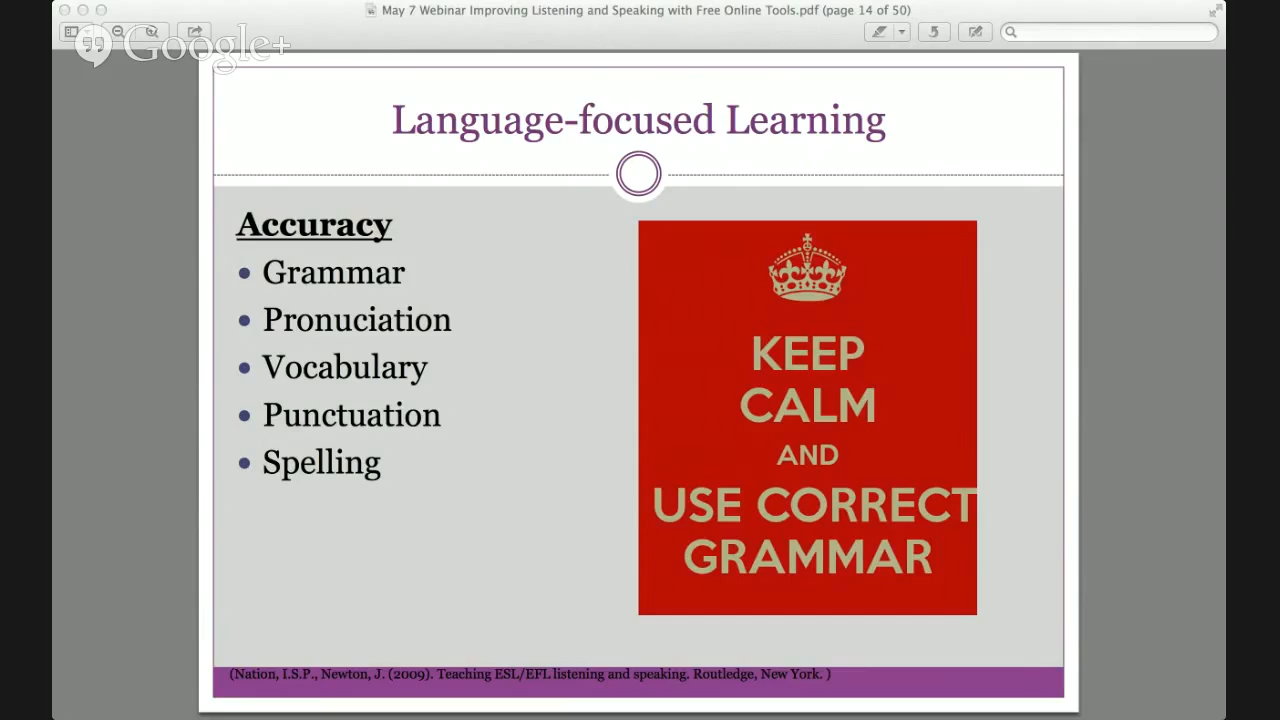 May 7 Webinar Improving Listening and Speaking with Free Online Tools.pdf (page 14 of 50)
Google+
Language-focused Learning
Accuracy
• Grammar
• Pronuciation
• Vocabulary
• Punctuation
• Spelling
KEEP
CALM
AND
USE CORRECT
GRAMMAR
(Nation, I.S.P., Newton, J. (2009). Teaching ESL/EFL listening and speaking. Routledge, New York. )